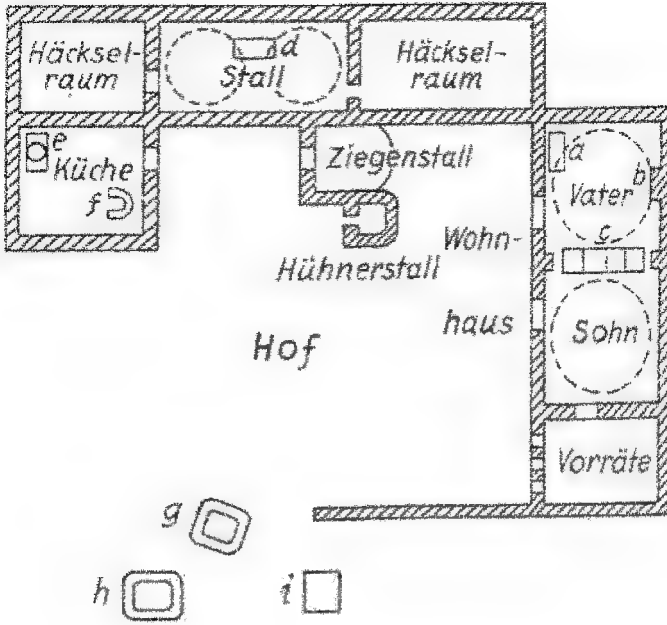 Häcksel-
raum
d
Stall
Häcksel-
raum
e
Küche
f
Ziegenstall
a
b
Vater
c
Wohn-
haus
Hühnerstall
Hof
Sohn
Vorräte
g
h
i